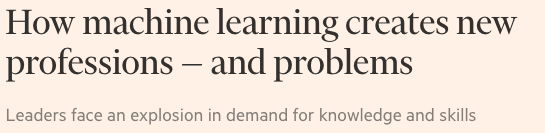 How machine learning creates new
professions — and problems
Leaders face an explosion in demand for knowledge and skills